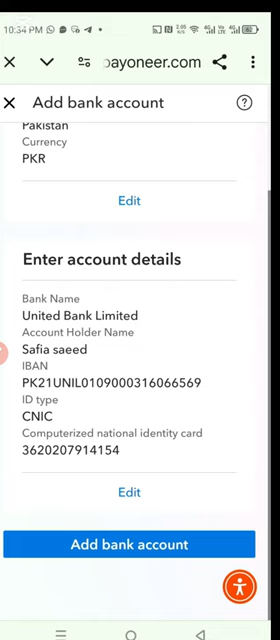 10:34 PM
payoneer.com
Add bank account
Pakistan
Currency
PKR
Edit
Enter account details
Bank Name
United Bank Limited
Account Holder Name
Safia saeed
IBAN
PK21UNIL0109000316066569
ID type
CNIC
Computerized national identity card
3620207914154
Edit
Add bank account